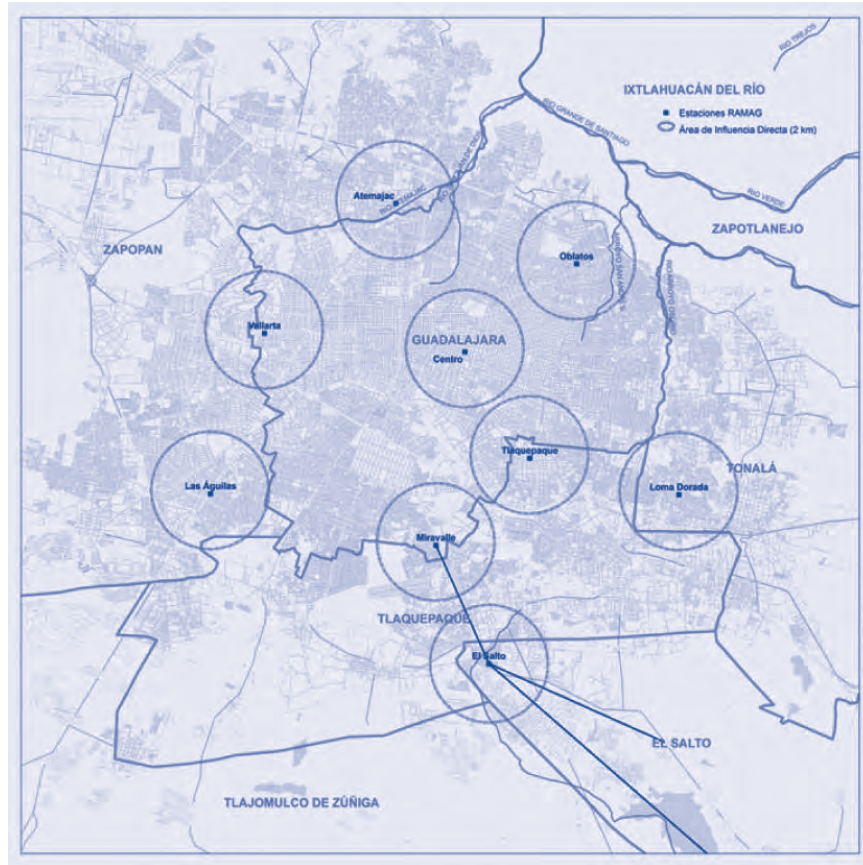 RIO TREJOS
IXTLAHUACÁN DEL RÍO
Estaciones RAMAG
Área de Influencia Directa (2 km)
RIO GRANDE DE SANTIAGO
RIO VERDE
Atemajac
ZAPOTLANEJO
ZAPOPAN
Oblatos
Vallarta
GUADALAJARA
Centro
Tlaquepaque
TONALÁ
Las Águilas
Loma Dorada
Miravalle
TLAQUEPAQUE
El Salto
EL SALTO
TLAJOMULCO DE ZÚÑIGA